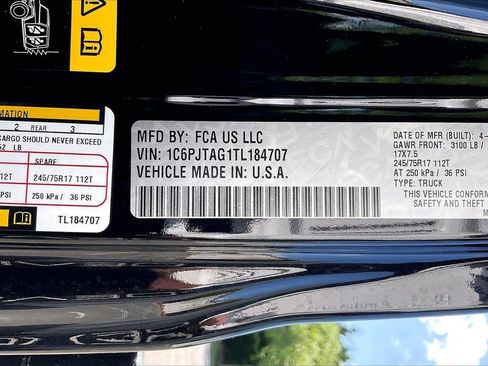 MATION
2 REAR 3
CARGO SHOULD NEVER EXCEED
52 LB
SPARE
245/75R17 112T
250 kPa / 36 PSI
TL184707
MFD BY: FCA US LLC
VIN: 1C6PJTAG1TL184707
VEHICLE MADE IN: U.S.A.
DATE OF MFR (BUILT): 4-
GAWR FRONT: 3100 LB /
17X7.5
245/75R17 112T
AT 250 kPa / 36 PSI
TYPE: TRUCK
THIS VEHICLE CONFORM
SAFETY AND THEFT